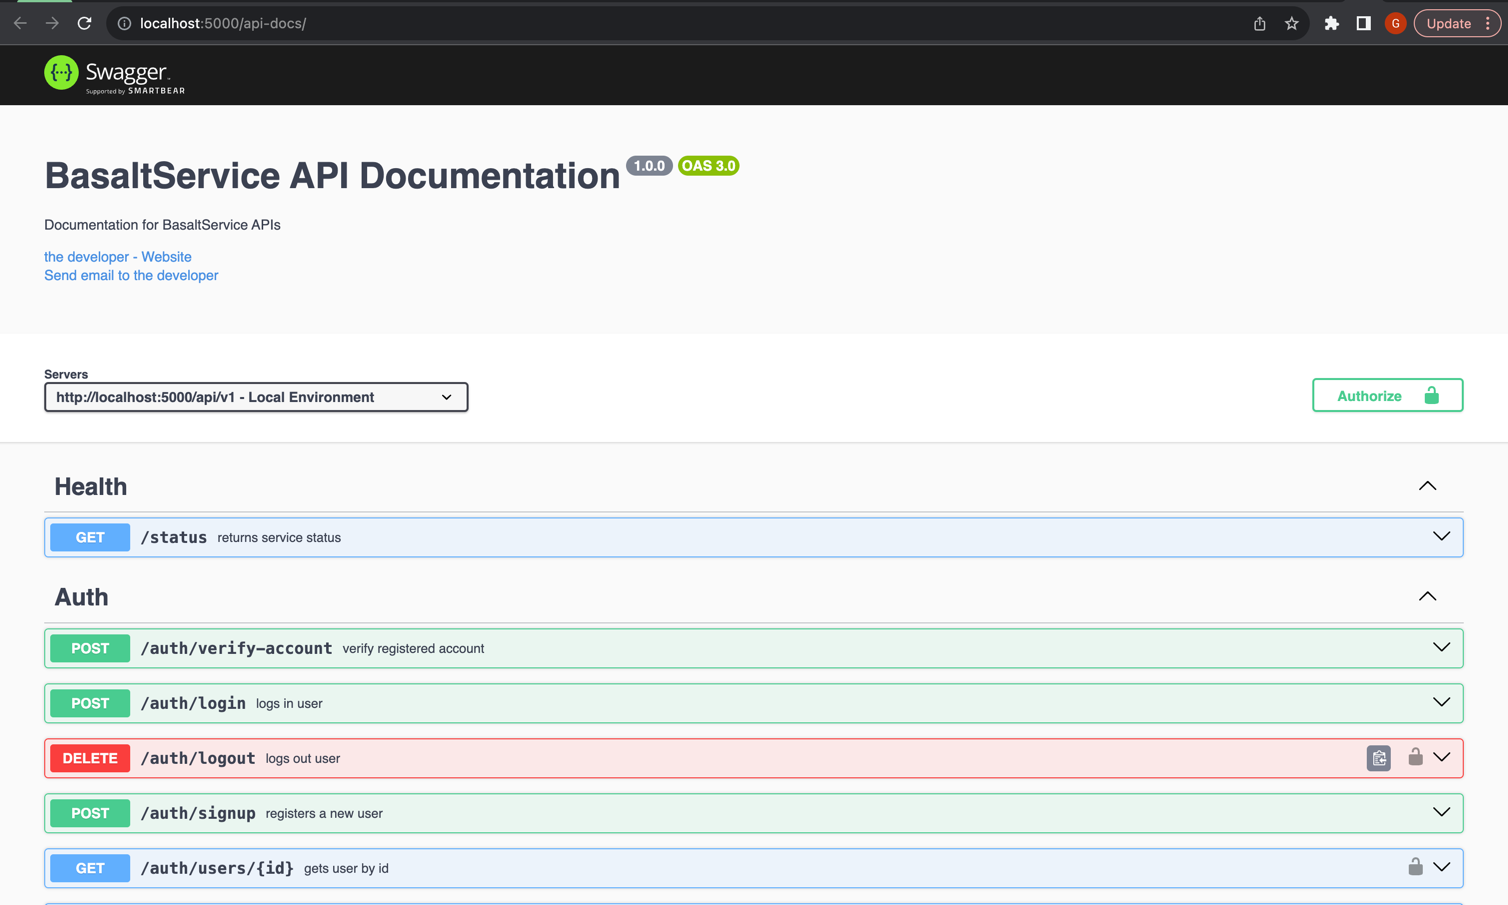 localhost:5000/api-docs/
G
Update
{···} Swagger™
Supported by SMARTBEAR
BasaltService API Documentation 1.0.0 OAS 3.0
Documentation for BasaltService APIs
the developer - Website
Send email to the developer
Servers
http://localhost:5000/api/v1 - Local Environment
Authorize
Health
GET /status returns service status
Auth
POST /auth/verify-account verify registered account
POST /auth/login logs in user
DELETE /auth/logout logs out user
POST /auth/signup registers a new user
GET /auth/users/{id} gets user by id